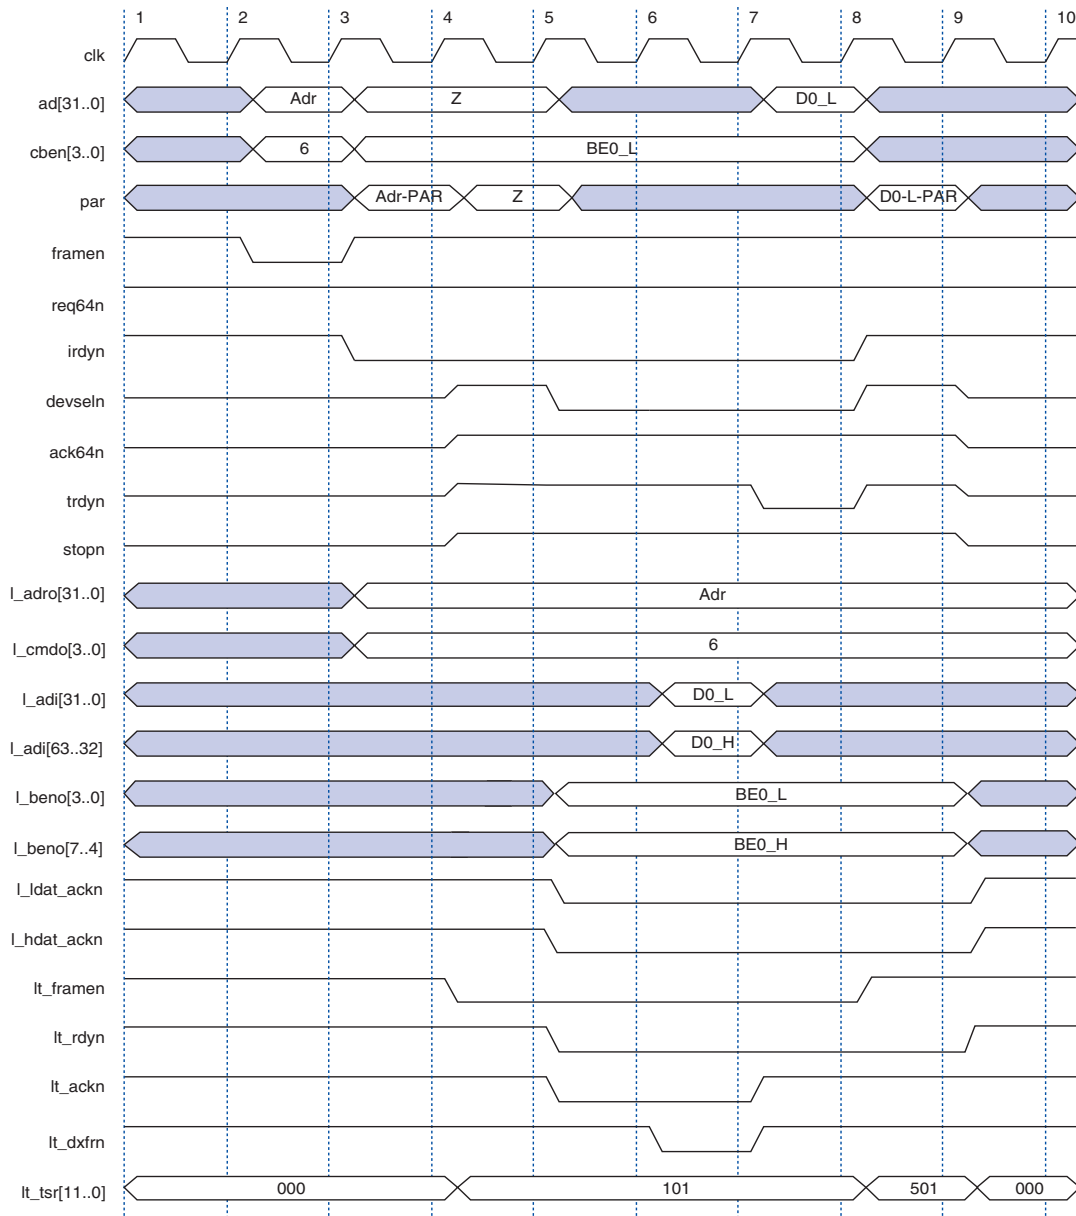 1 2 3 4 5 6 7 8 9 10
clk
ad[31..0] Adr Z D0_L
cben[3..0] 6 BE0_L
par Adr-PAR Z D0-L-PAR
framen
req64n
irdyn
devseln
ack64n
trdyn
stopn
l_adro[31..0] Adr
l_cmdo[3..0] 6
l_adi[31..0] D0_L
l_adi[63..32] D0_H
l_beno[3..0] BE0_L
l_beno[7..4] BE0_H
l_ldat_ackn
l_hdat_ackn
lt_framen
lt_rdyn
lt_ackn
lt_dxfrn
lt_tsr[11..0] 000 101 501 000